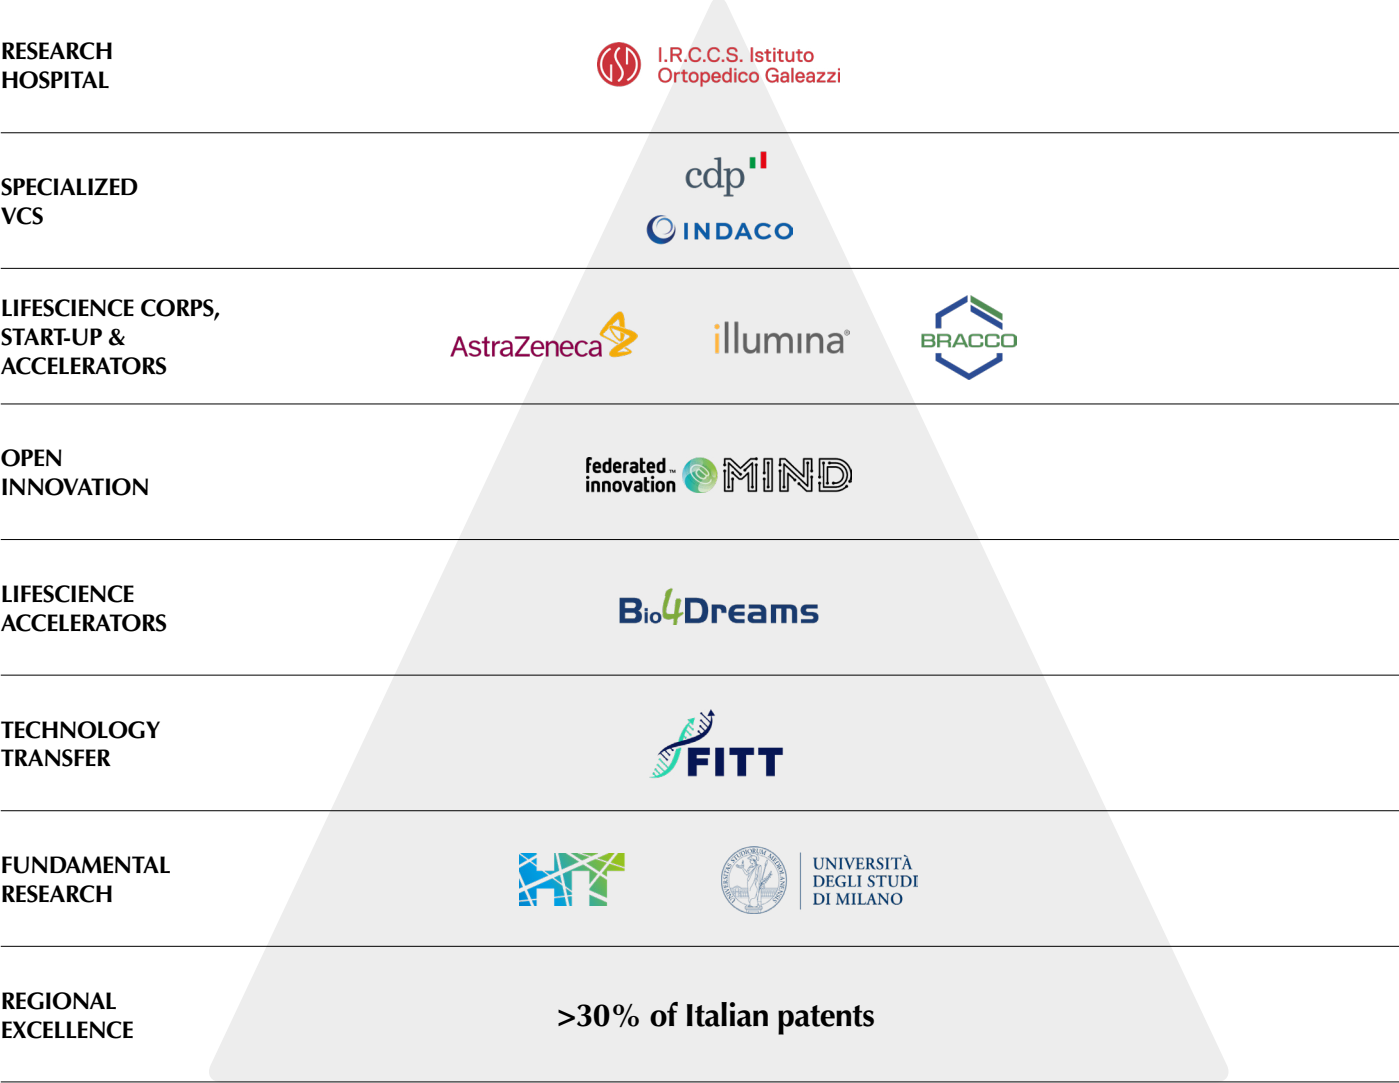 RESEARCH
HOSPITAL
I.R.C.C.S. Istituto
Ortopedico Galeazzi
SPECIALIZED
VCS
cdp
INDACO
LIFESCIENCE CORPS,
START-UP &
ACCELERATORS
AstraZeneca
illumina®
BRACCO
OPEN
INNOVATION
federated ™
innovation
MIND
LIFESCIENCE
ACCELERATORS
Bio4Dreams
TECHNOLOGY
TRANSFER
FITT
FUNDAMENTAL
RESEARCH
HT
UNIVERSITÀ
DEGLI STUDI
DI MILANO
REGIONAL
EXCELLENCE
>30% of Italian patents